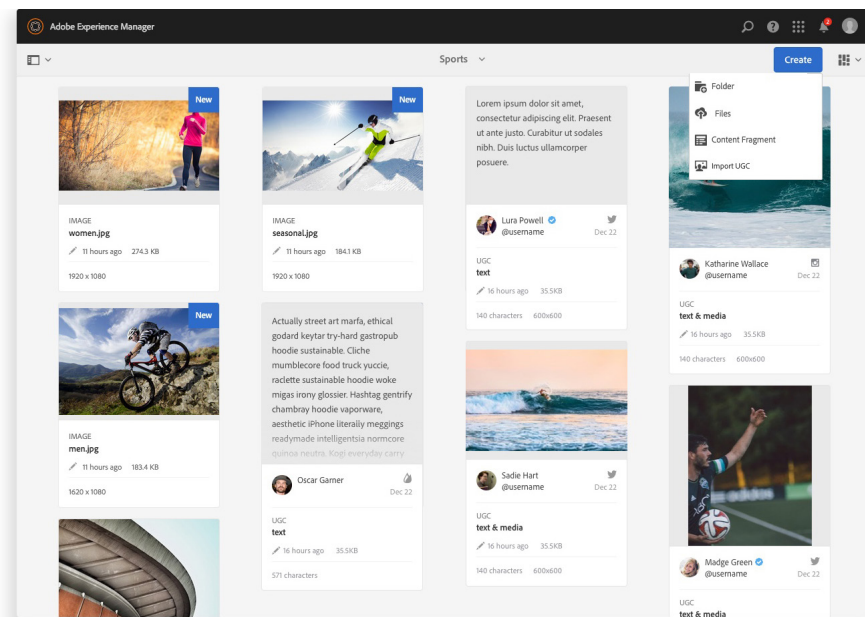 Adobe Experience Manager
2
Sports
Create
Folder
Files
Content Fragment
Import UGC
New
IMAGE
women.jpg
11 hours ago 274.3 KB
1920 x 1080
New
IMAGE
men.jpg
11 hours ago 183.4 KB
1620 x 1080
New
IMAGE
seasonal.jpg
11 hours ago 184.1 KB
1920 x 1080
Actually street art marfa, ethical
godard keytar try-hard gastropub
hoodie sustainable. Cliche
mumblecore food truck yuccie,
raclette sustainable hoodie woke
migas irony glossier. Hashtag gentrify
chambray hoodie vaporware,
aesthetic iPhone literally meggings
readymade intelligentsia normcore
quinoa neutra. Kogi everyday carry
Oscar Garner
Dec 22
UGC
text
16 hours ago 35.5KB
571 characters
Lorem ipsum dolor sit amet,
consectetur adipiscing elit. Praesent
ut ante justo. Curabitur ut sodales
nibh. Duis luctus ullamcorper
posuere.
Lura Powell
@username Dec 22
UGC
text
16 hours ago 35.5KB
140 characters 600x600
Sadie Hart
@username Dec 22
UGC
text & media
16 hours ago 35.5KB
140 characters 600x600
Katharine Wallace
@username Dec 22
UGC
text & media
16 hours ago 35.5KB
140 characters 600x600
Madge Green
@username Dec 22
UGC
text & media